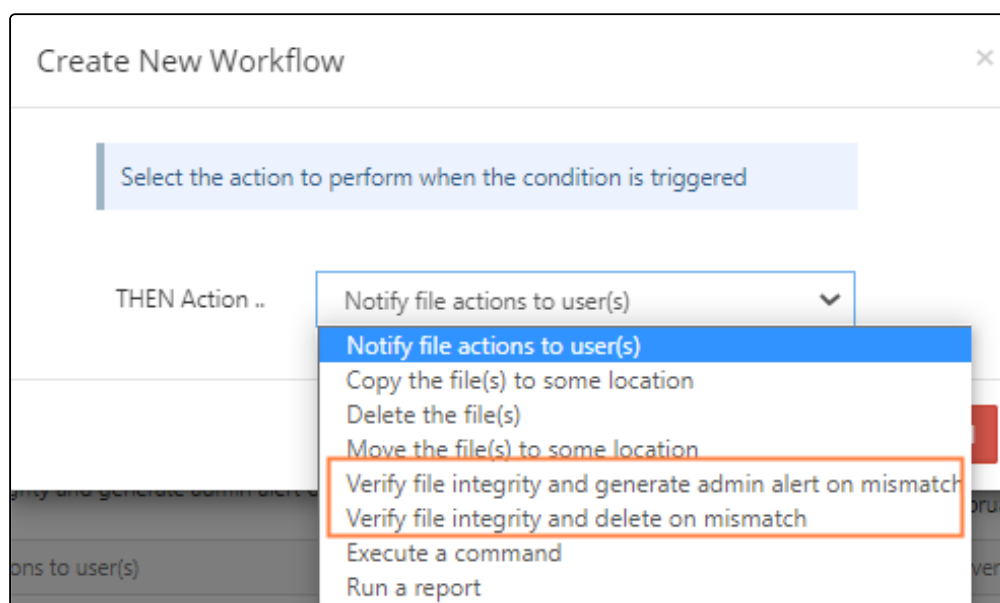 Create New Workflow
×
Select the action to perform when the condition is triggered
THEN Action ..
Notify file actions to user(s)
Notify file actions to user(s)
Copy the file(s) to some location
Delete the file(s)
Move the file(s) to some location
Verify file integrity and generate admin alert on mismatch
Verify file integrity and delete on mismatch
Execute a command
ons to user(s)
Run a report